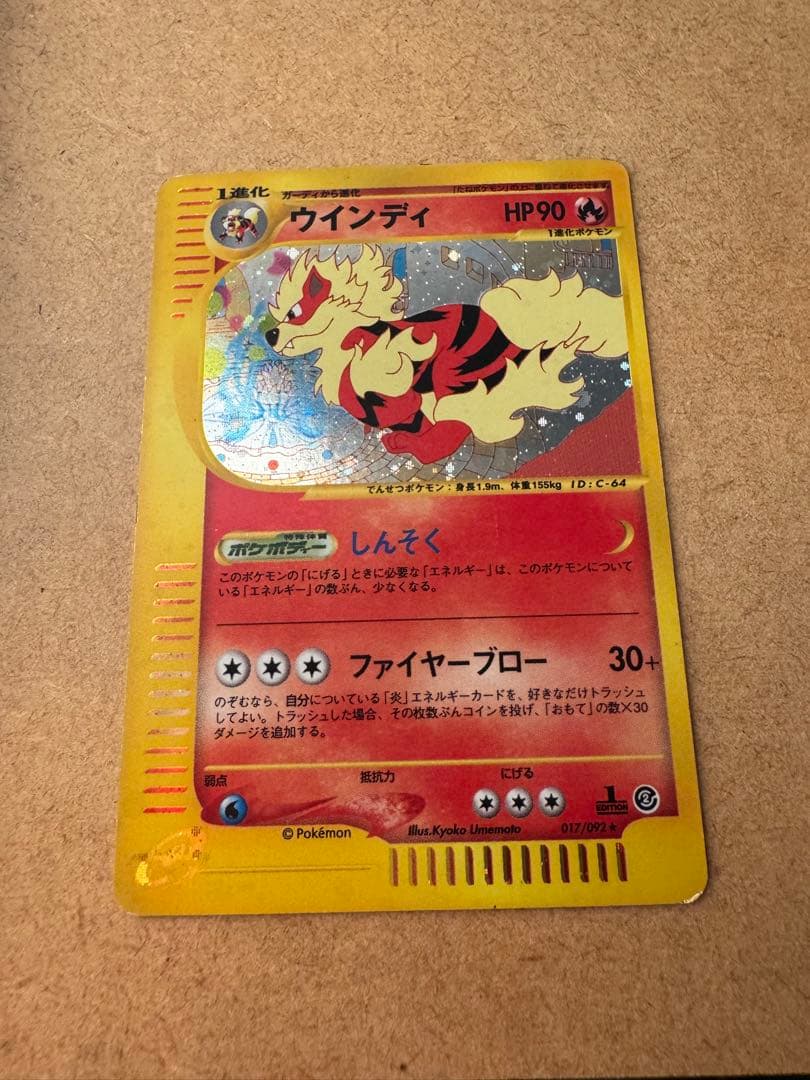 1進化 ガーディから進化 「たねポケモン」の上に重ねて進化させます
ウインディ HP90
1進化ポケモン
でんせつポケモン：身長1.9m、体重155kg ID:C-64
特殊体質
ポケボディー しんそく
このポケモンの「にげる」ときに必要な「エネルギー」は、このポケモンについて
いる「エネルギー」の数ぶん、少なくなる。
ファイヤーブロー 30+
のぞむなら、自分についている「炎」エネルギーカードを、好きなだけトラッシュ
してよい。トラッシュした場合、その枚数ぶんコインを投げ、「おもて」の数×30
ダメージを追加する。
弱点 抵抗力 にげる
1
EDITION
2
©Pokémon Illus.Kyoko Umemoto 017/092★